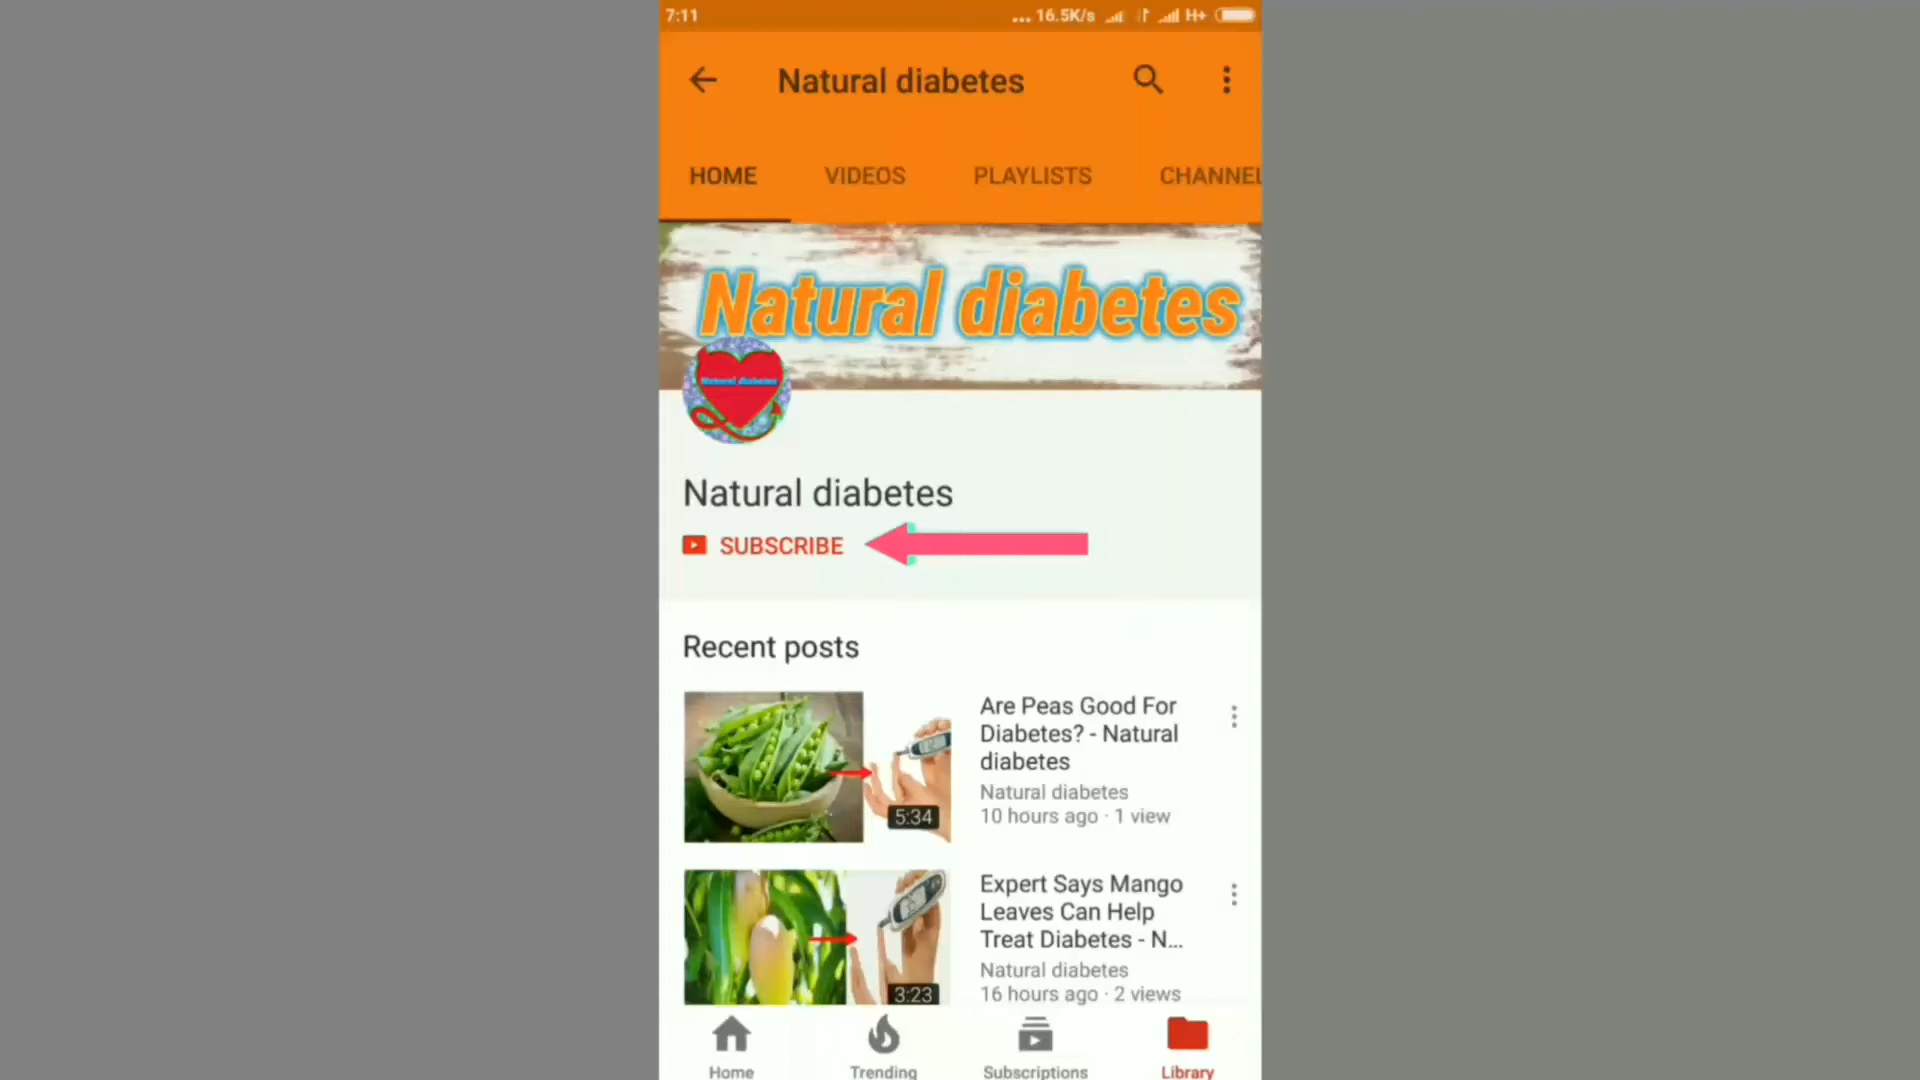 7:11
... 16.5K/s H+
Natural diabetes
HOME VIDEOS PLAYLISTS CHANNEL
Natural diabetes
Natural diabetes
Natural diabetes
SUBSCRIBE
Recent posts
Are Peas Good For
Diabetes? - Natural
diabetes
Natural diabetes
10 hours ago · 1 view
5:34
Expert Says Mango
Leaves Can Help
Treat Diabetes - N...
Natural diabetes
16 hours ago · 2 views
3:23
Home Trending Subscriptions Library